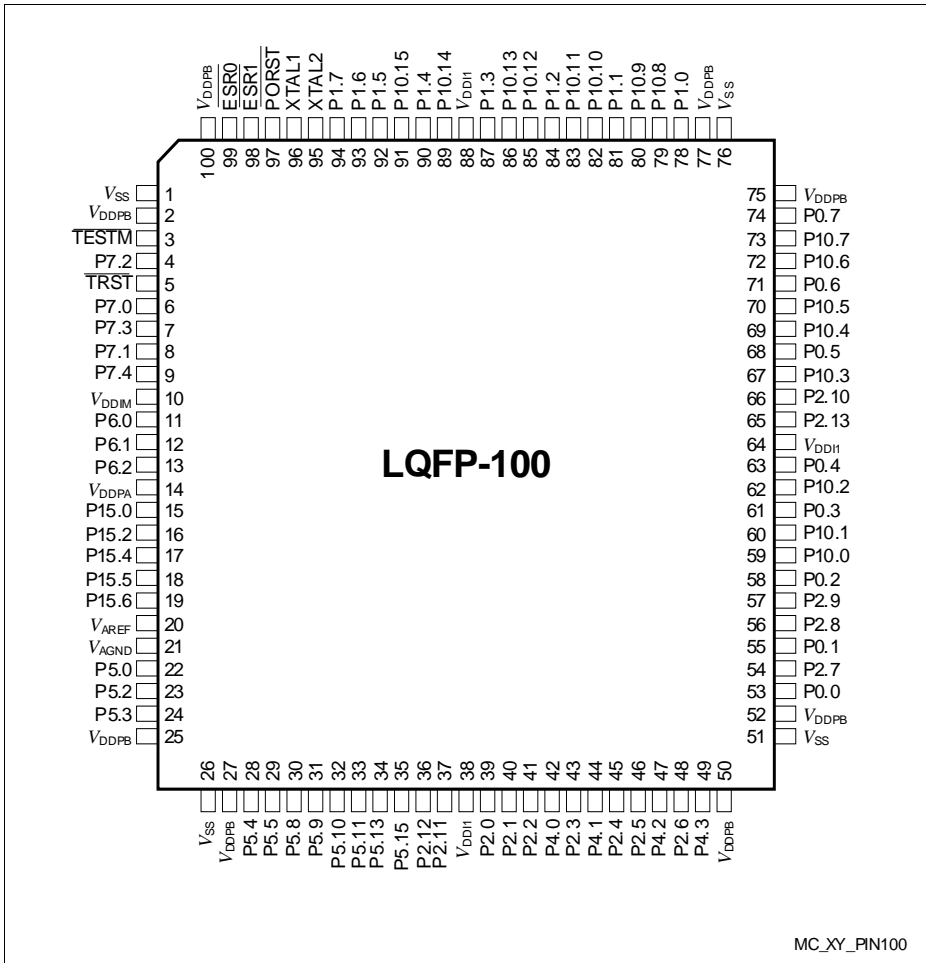 VDDPB
ESR0
ESR1
PORST
XTAL1
XTAL2
P1.7
P1.6
P1.5
P10.15
P1.4
P10.14
VDDI1
P1.3
P10.13
P10.12
P1.2
P10.11
P10.10
P1.1
P10.9
P10.8
P1.0
VDDPB
VSS
100
99
98
97
96
95
94
93
92
91
90
89
88
87
86
85
84
83
82
81
80
79
78
77
76
VSS 1
VDDPB 2
TESTM 3
P7.2 4
TRST 5
P7.0 6
P7.3 7
P7.1 8
P7.4 9
VDDIM 10
P6.0 11
P6.1 12
P6.2 13
VDDPA 14
P15.0 15
P15.2 16
P15.4 17
P15.5 18
P15.6 19
VAREF 20
VAGND 21
P5.0 22
P5.2 23
P5.3 24
VDDPB 25
LQFP-100
75 VDDPB
74 P0.7
73 P10.7
72 P10.6
71 P0.6
70 P10.5
69 P10.4
68 P0.5
67 P10.3
66 P2.10
65 P2.13
64 VDDI1
63 P0.4
62 P10.2
61 P0.3
60 P10.1
59 P10.0
58 P0.2
57 P2.9
56 P2.8
55 P0.1
54 P2.7
53 P0.0
52 VDDPB
51 VSS
26
27
28
29
30
31
32
33
34
35
36
37
38
39
40
41
42
43
44
45
46
47
48
49
50
VSS
VDDPB
P5.4
P5.5
P5.8
P5.9
P5.10
P5.11
P5.13
P5.15
P2.12
P2.11
VDDI1
P2.0
P2.1
P2.2
P4.0
P2.3
P4.1
P2.4
P2.5
P4.2
P2.6
P4.3
VDDPB
MC_XY_PIN100